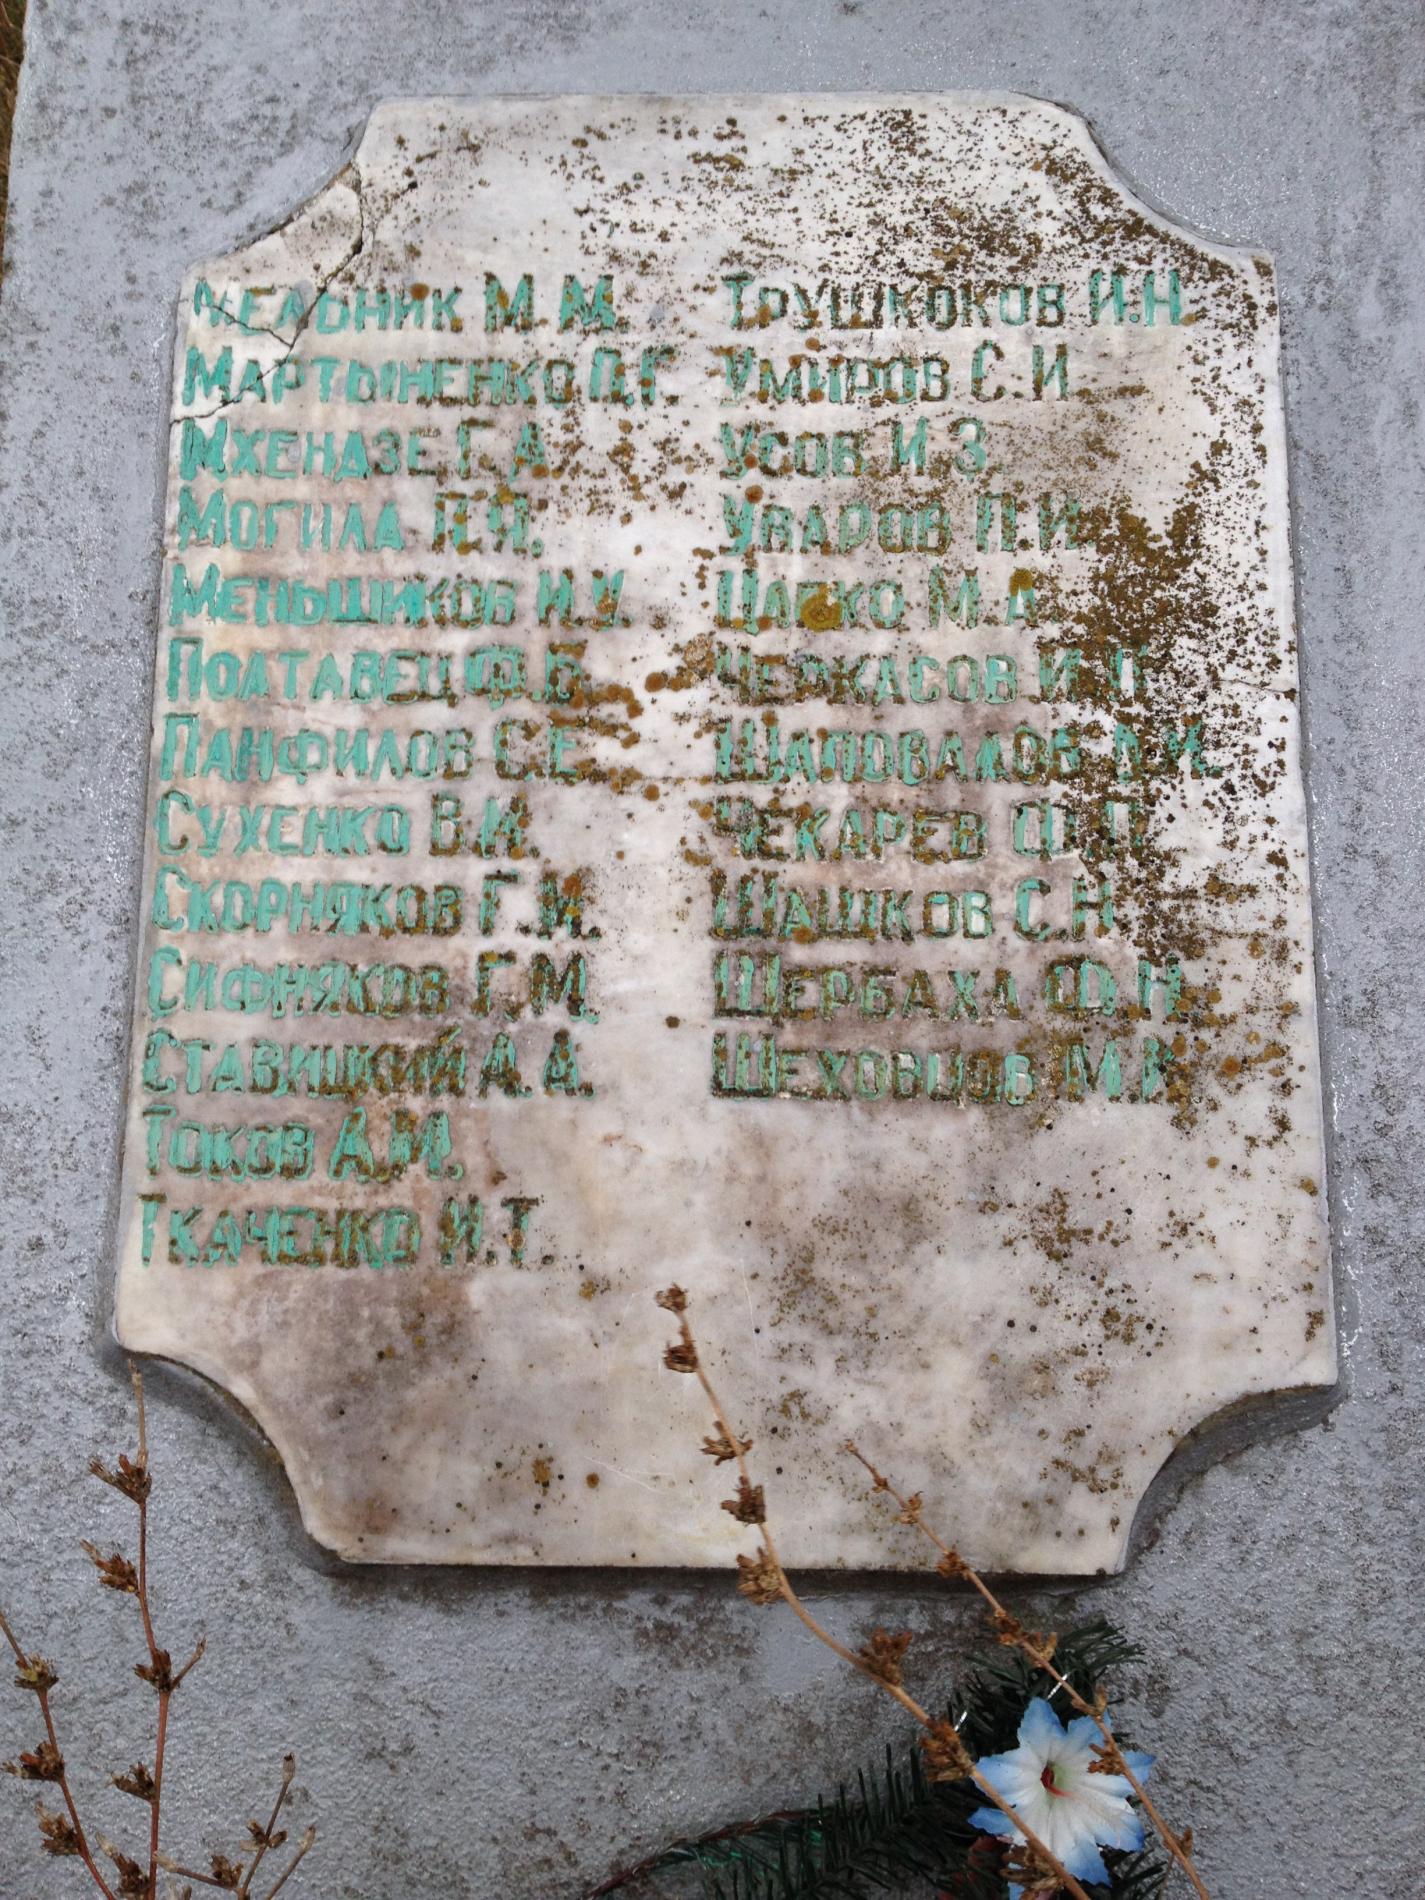 Мельник М.М.
Мартыненко П.Г.
Мхендзе Г.А.
Могила П.Я.
Меньшиков И.У.
Полтавец Ф.Б.
Панфилов С.Е.
Сухенко В.И.
Скорняков Г.И.
Сифняков Г.М.
Ставицкий А.А.
Токов А.М.
Ткаченко И.Т.
Трушкоков И.Н.
Умиров С.И
Усов И.З.
Уваров П.И
Цапко М.А.
Черкасов И.П
Шаповалов
Чекарев Ф.П
Шашков С.Н
Шербаха Ф.Н
Шеховцов М.К.